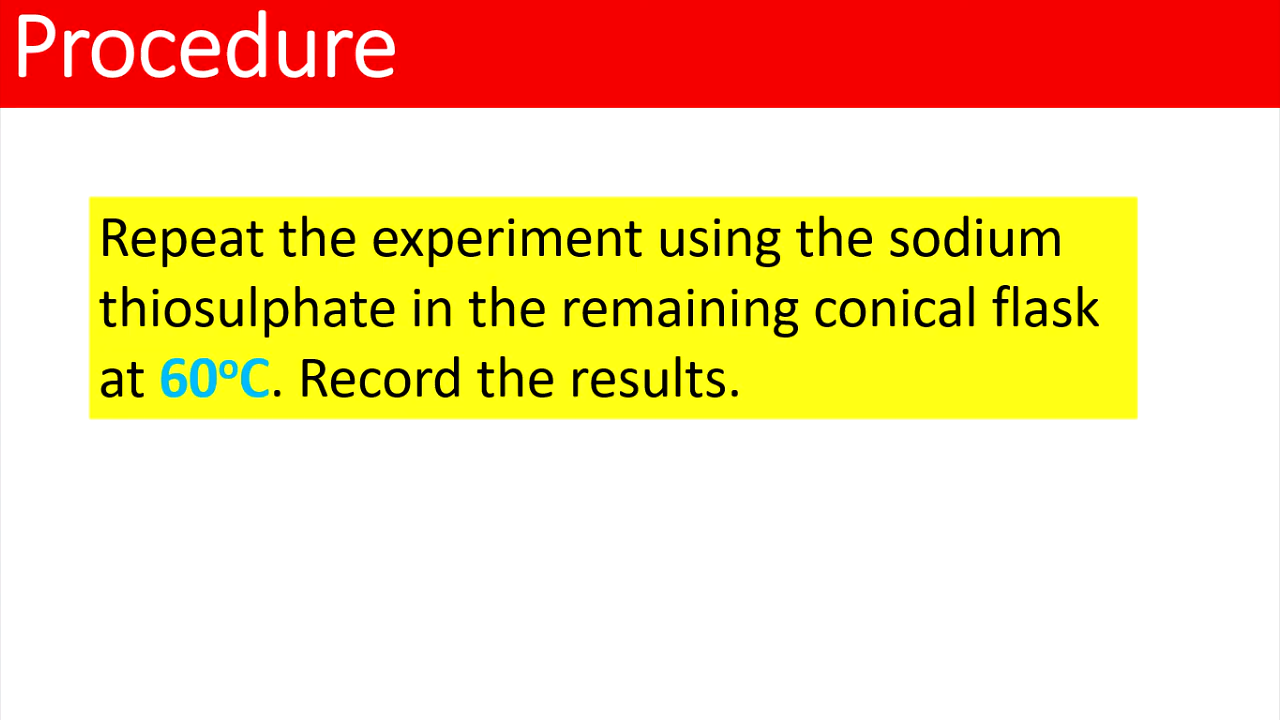 Procedure
Repeat the experiment using the sodium
thiosulphate in the remaining conical flask
at 60ºC. Record the results.